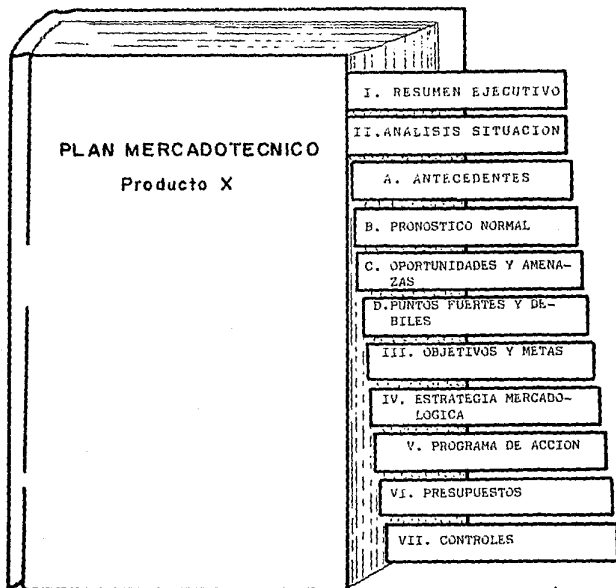 PLAN MERCADOTECNICO
Producto X
I. RESUMEN EJECUTIVO
II.ANALISIS SITUACION
A. ANTECEDENTES
B. PRONOSTICO NORMAL
C. OPORTUNIDADES Y AMENA-
ZAS
D.PUNTOS FUERTES Y DE-
BILES
III. OBJETIVOS Y METAS
IV. ESTRATEGIA MERCADO-
LOGICA
V. PROGRAMA DE ACCION
VI. PRESUPUESTOS
VII. CONTROLES